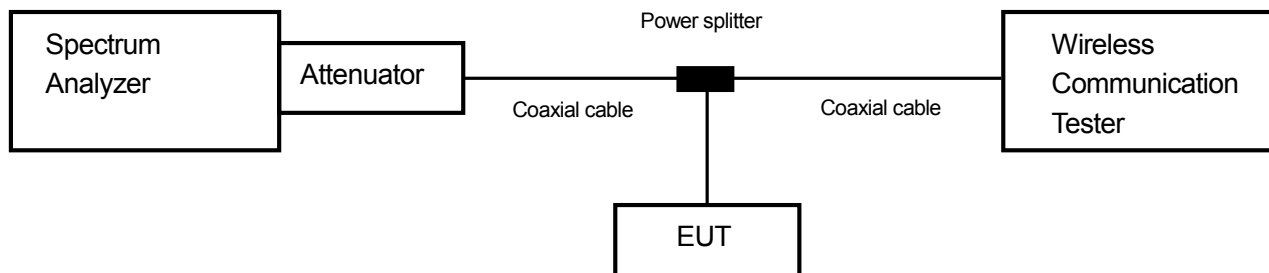 Power splitter
Spectrum
Analyzer
Attenuator
Coaxial cable
Coaxial cable
Wireless
Communication
Tester
EUT